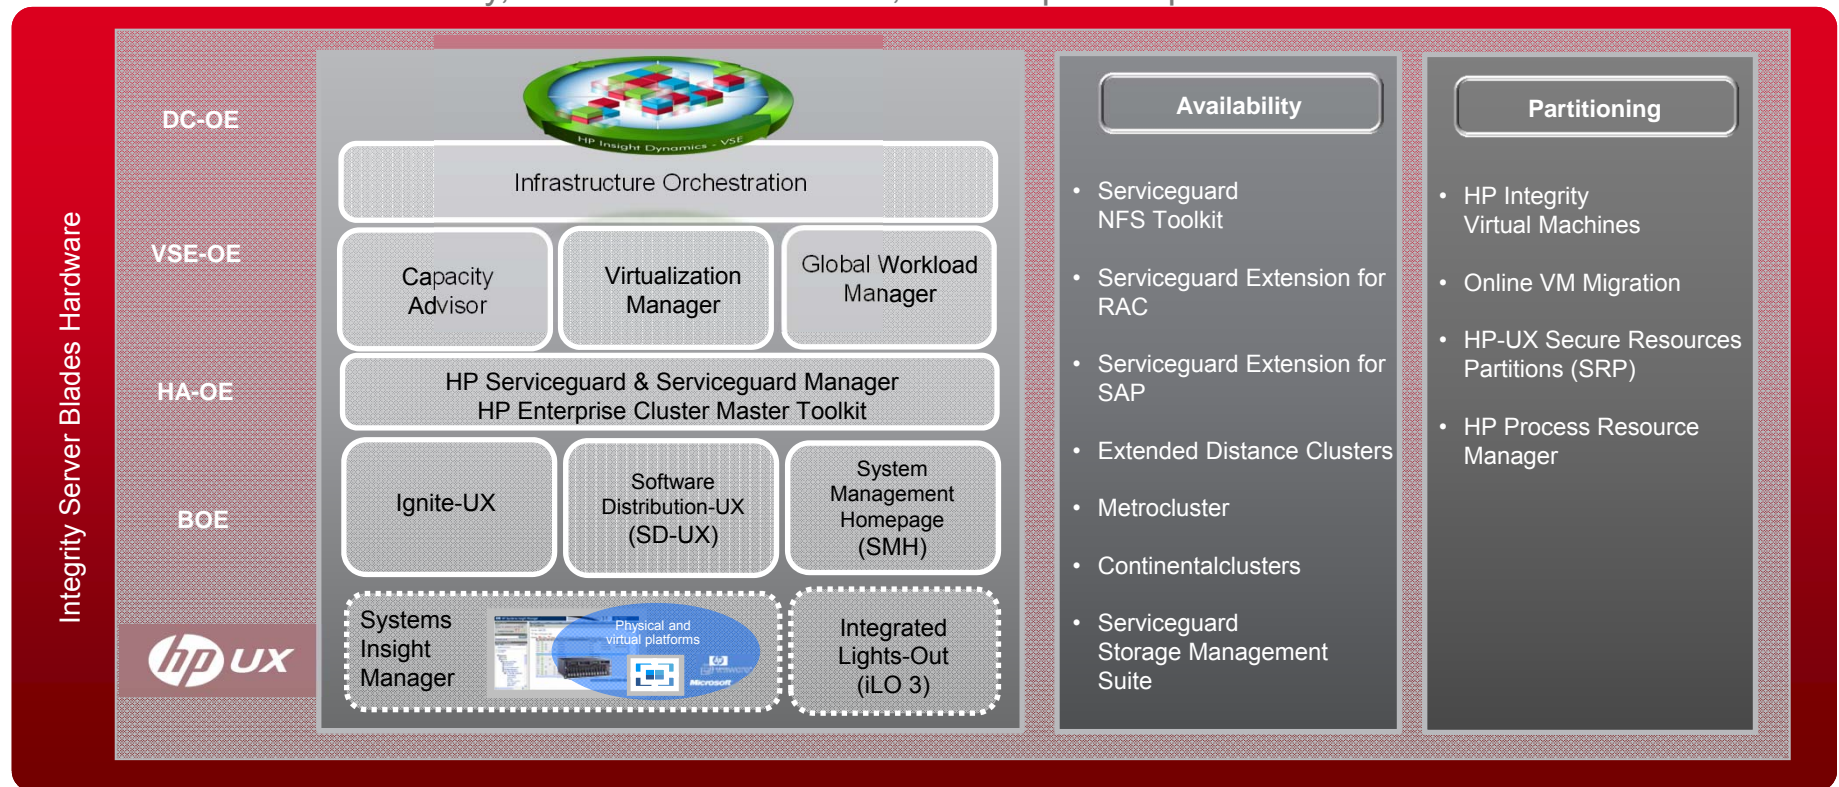 Integrity Server Blades Hardware
DC-OE
VSE-OE
HA-OE
BOE
hp UX
HP Insight Dynamics - VSE
Infrastructure Orchestration
Capacity
Advisor
Virtualization
Manager
Global Workload
Manager
HP Serviceguard & Serviceguard Manager
HP Enterprise Cluster Master Toolkit
Ignite-UX
Software
Distribution-UX
(SD-UX)
System
Management
Homepage
(SMH)
Systems
Insight
Manager
Physical and
virtual platforms
Microsoft
Integrated
Lights-Out
(iLO 3)
Availability
• Serviceguard
NFS Toolkit
• Serviceguard Extension for
RAC
• Serviceguard Extension for
SAP
• Extended Distance Clusters
• Metrocluster
• Continentalclusters
• Serviceguard
Storage Management
Suite
Partitioning
• HP Integrity
Virtual Machines
• Online VM Migration
• HP-UX Secure Resources
Partitions (SRP)
• HP Process Resource
Manager